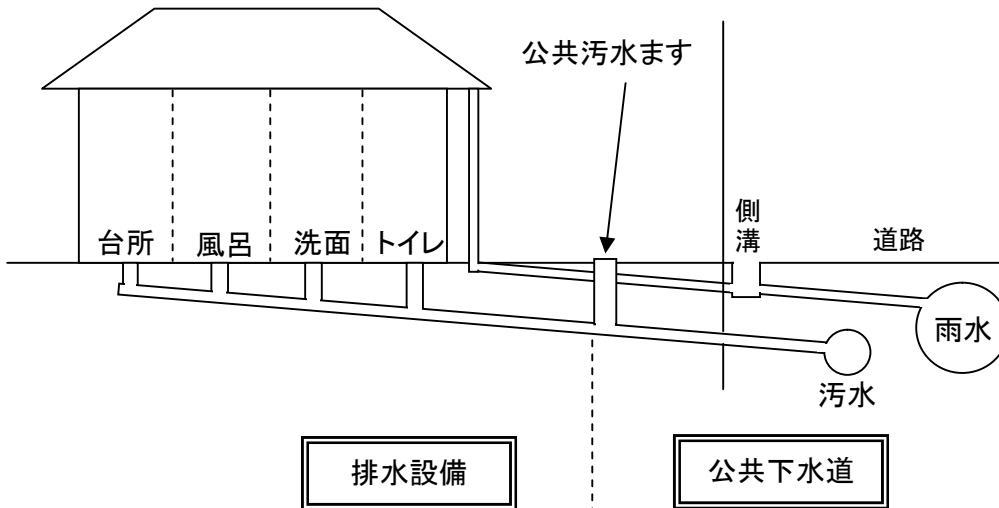 公共汚水ます
側溝
道路
台所
風呂
洗面
トイレ
雨水
汚水
排水設備
公共下水道